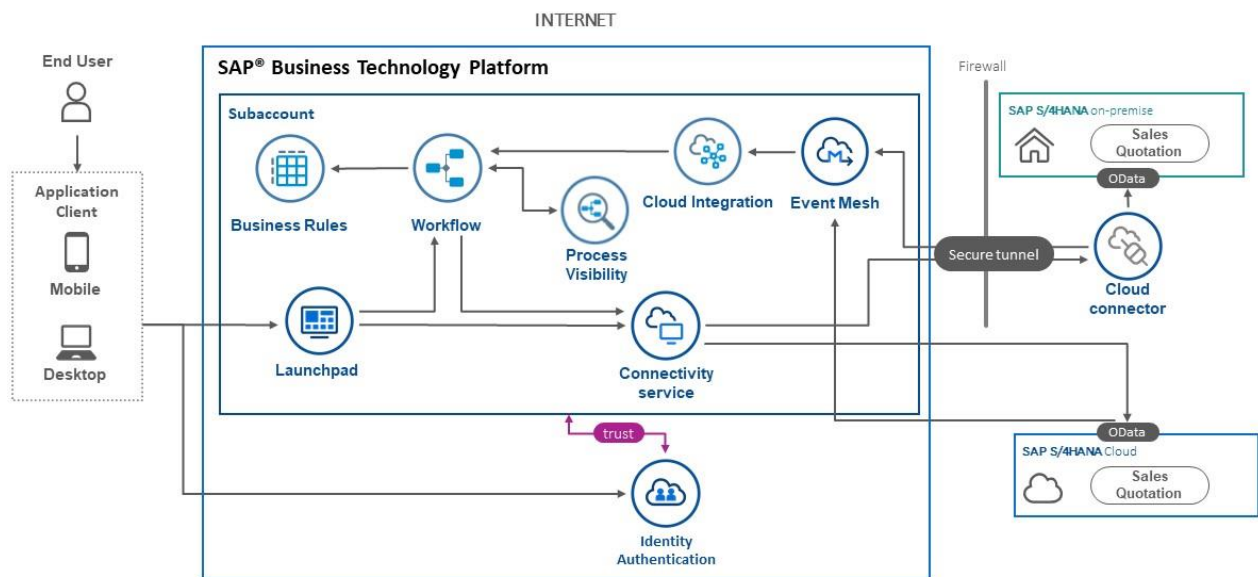 INTERNET
End User
Application
Client
Mobile
Desktop
SAP® Business Technology Platform
Subaccount
Business Rules
Workflow
Process
Visibility
Cloud Integration
Event Mesh
Launchpad
Connectivity
service
trust
Identity
Authentication
Firewall
Secure tunnel
SAP S/4HANA on-premise
Sales
Quotation
OData
Cloud
connector
OData
SAP S/4HANA Cloud
Sales
Quotation